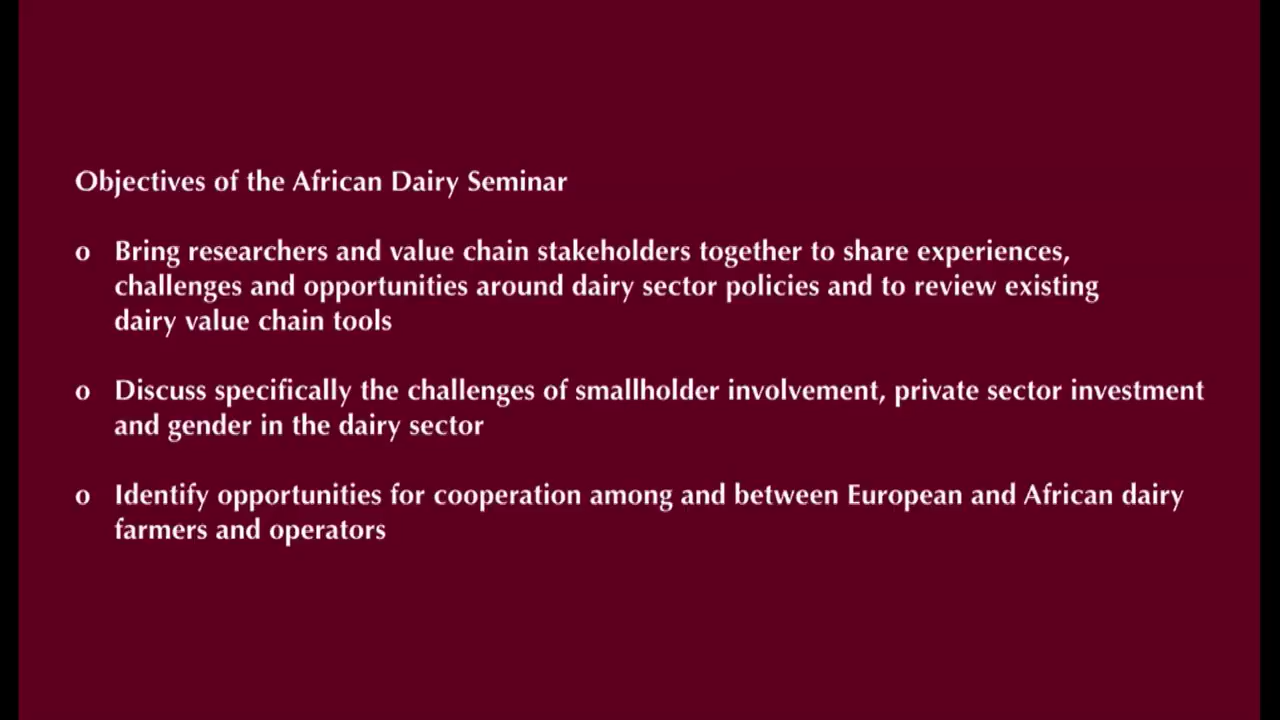 Objectives of the African Dairy Seminar
o Bring researchers and value chain stakeholders together to share experiences,
challenges and opportunities around dairy sector policies and to review existing
dairy value chain tools
o Discuss specifically the challenges of smallholder involvement, private sector investment
and gender in the dairy sector
o Identify opportunities for cooperation among and between European and African dairy
farmers and operators